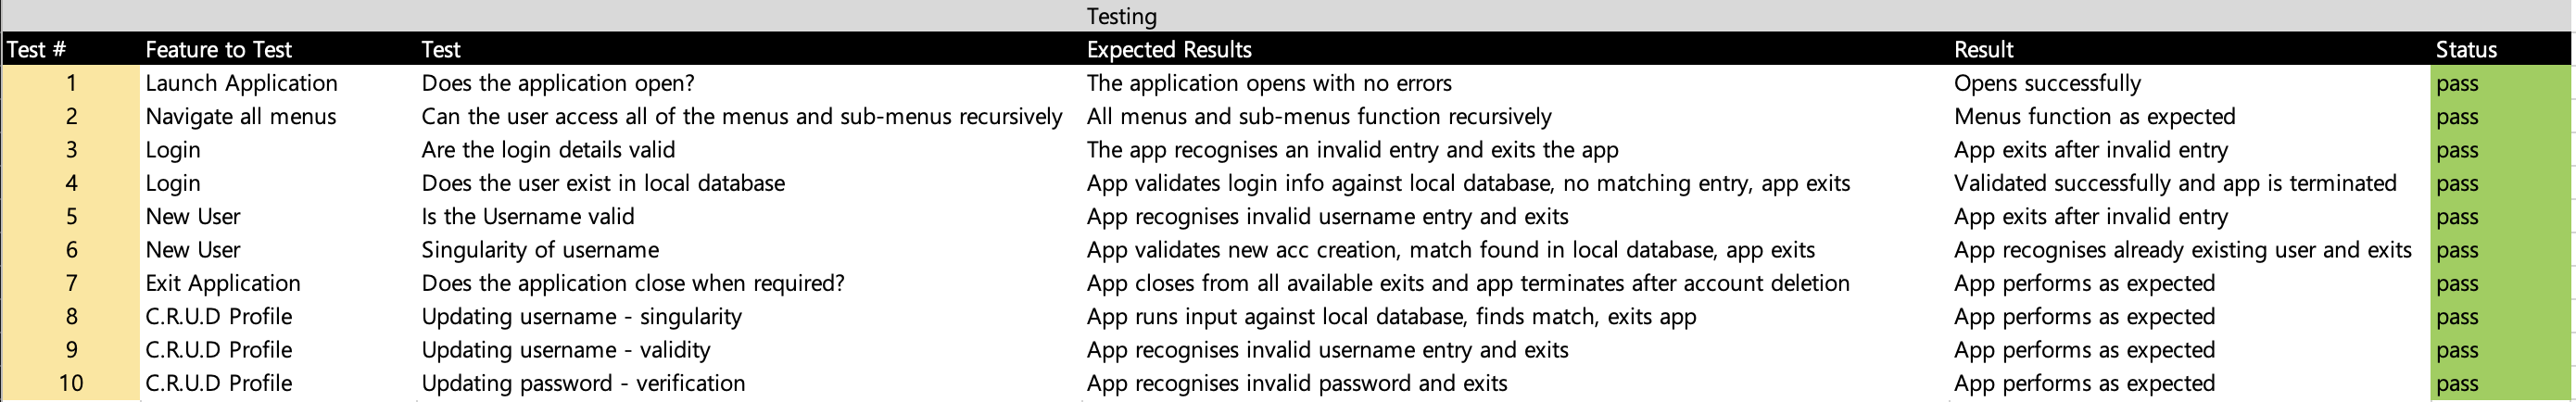 Testing
Test # Feature to Test Test Expected Results Result Status
1 Launch Application Does the application open? The application opens with no errors Opens successfully pass
2 Navigate all menus Can the user access all of the menus and sub-menus recursively All menus and sub-menus function recursively Menus function as expected pass
3 Login Are the login details valid The app recognises an invalid entry and exits the app App exits after invalid entry pass
4 Login Does the user exist in local database App validates login info against local database, no matching entry, app exits Validated successfully and app is terminated pass
5 New User Is the Username valid App recognises invalid username entry and exits App exits after invalid entry pass
6 New User Singularity of username App validates new acc creation, match found in local database, app exits App recognises already existing user and exits pass
7 Exit Application Does the application close when required? App closes from all available exits and app terminates after account deletion App performs as expected pass
8 C.R.U.D Profile Updating username - singularity App runs input against local database, finds match, exits app App performs as expected pass
9 C.R.U.D Profile Updating username - validity App recognises invalid username entry and exits App performs as expected pass
10 C.R.U.D Profile Updating password - verification App recognises invalid password and exits App performs as expected pass